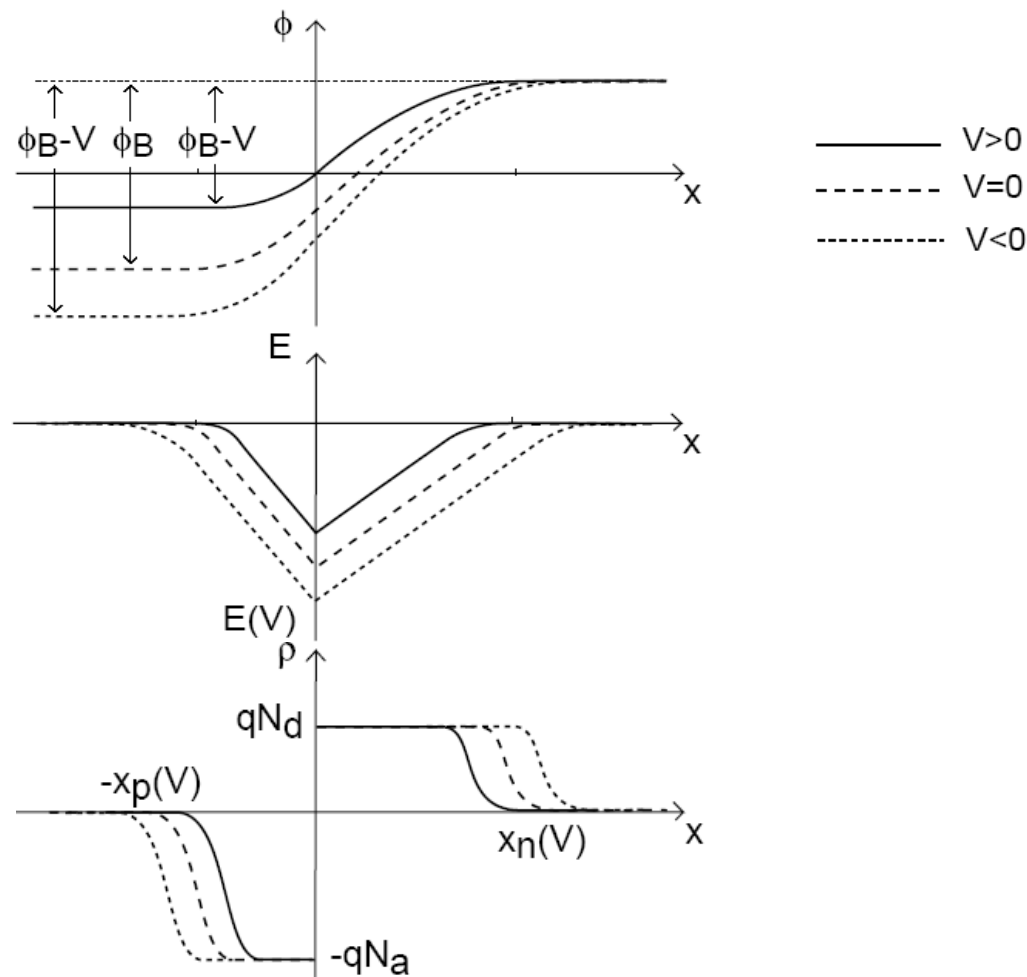 ϕ
ϕB-V ϕB ϕB-V
x
V>0
V=0
V<0
E
x
E(V)
ρ
qNd
-xp(V)
xn(V)
x
-qNa